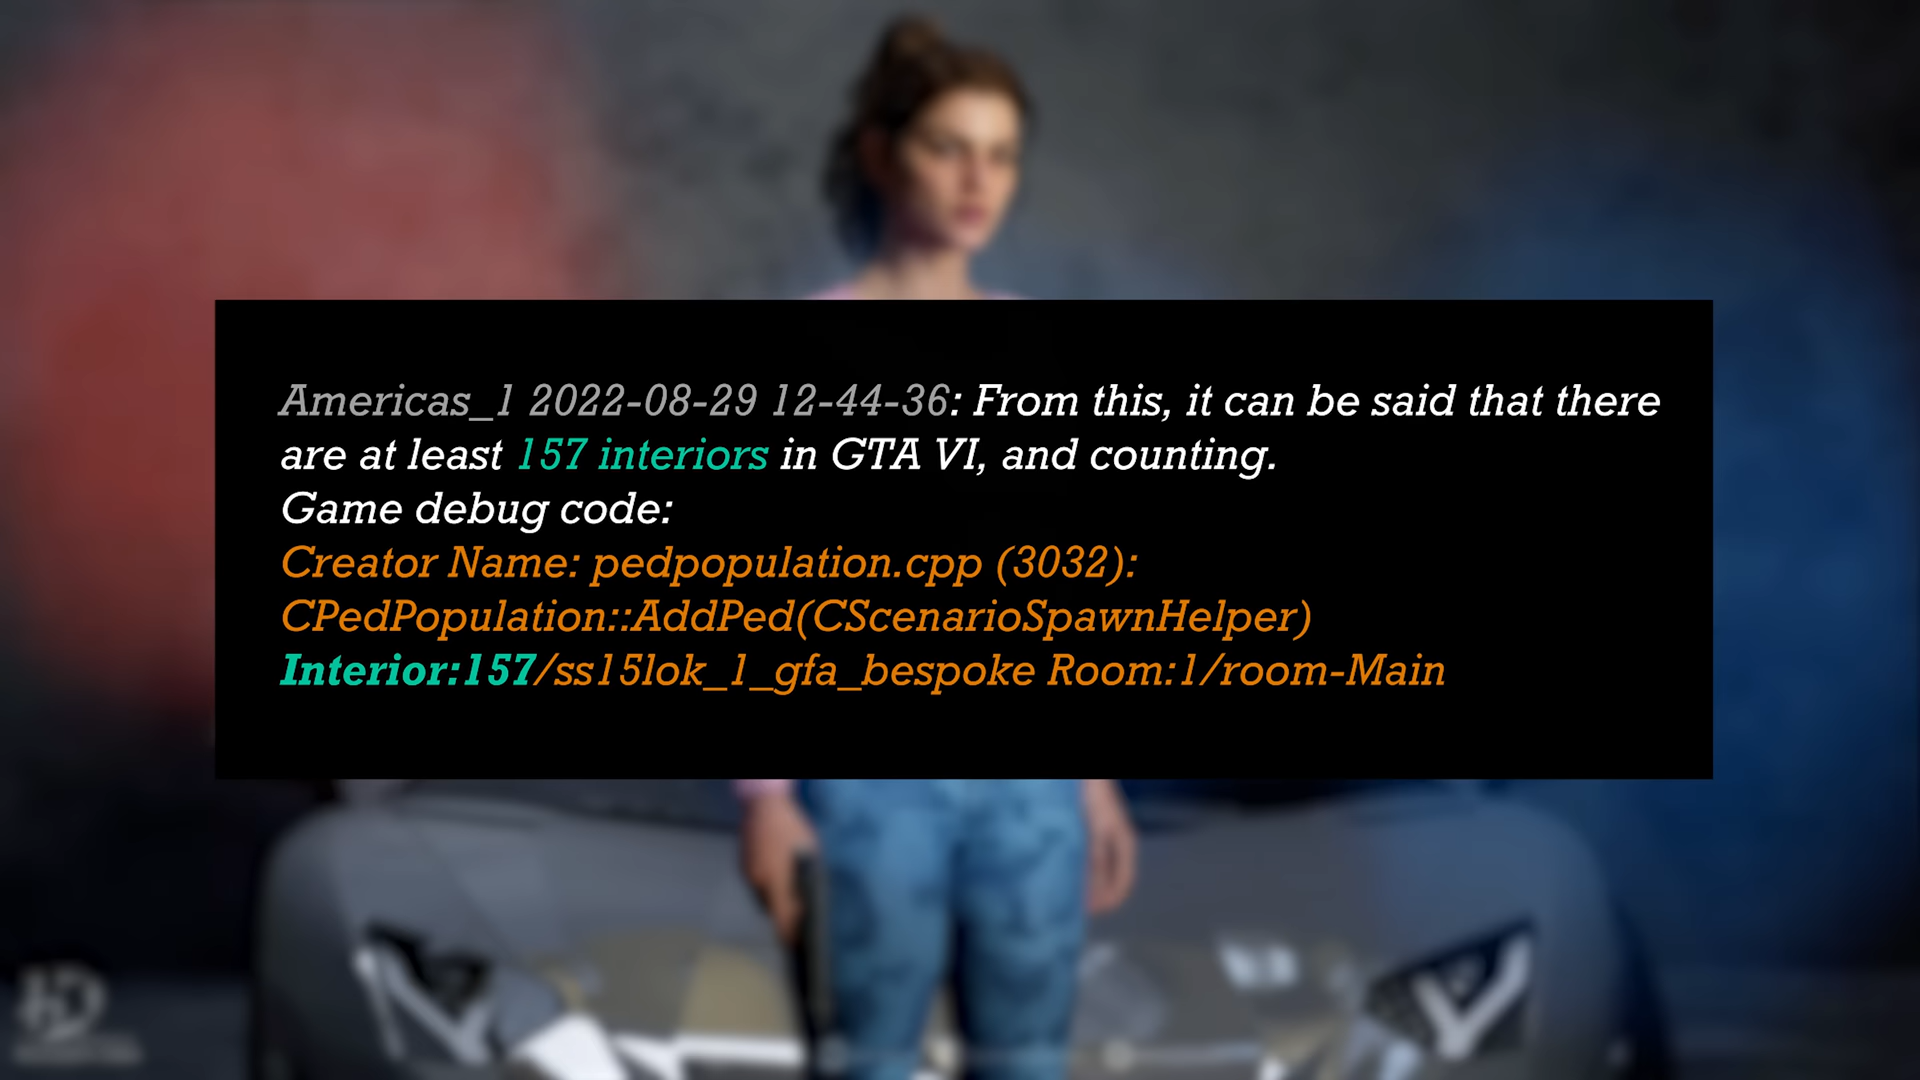 Americas_1 2022-08-29 12-44-36: From this, it can be said that there
are at least 157 interiors in GTA VI, and counting.
Game debug code:
Creator Name: pedpopulation.cpp (3032):
CPedPopulation::AddPed(CScenarioSpawnHelper)
Interior:157/ss15lok_1_gfa_bespoke Room:1/room-Main